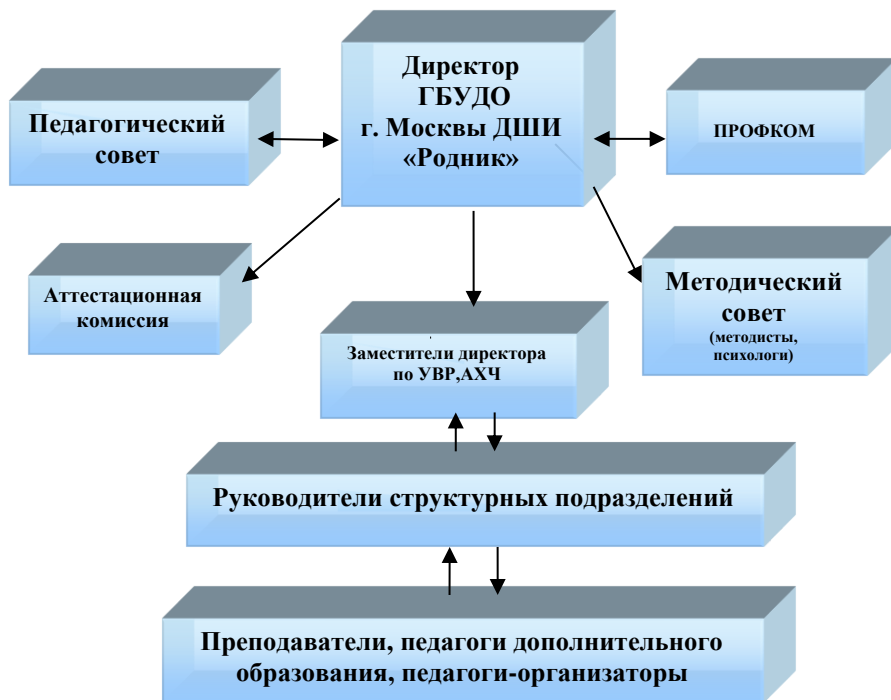 Директор
ГБУДО
г. Москвы ДШИ
«Родник»
Педагогический
совет
ПРОФКОМ
Аттестационная
комиссия
Методический
совет
(методисты,
психологи)
Заместители директора
по УВР,АХЧ
Руководители структурных подразделений
Преподаватели, педагоги дополнительного
образования, педагоги-организаторы